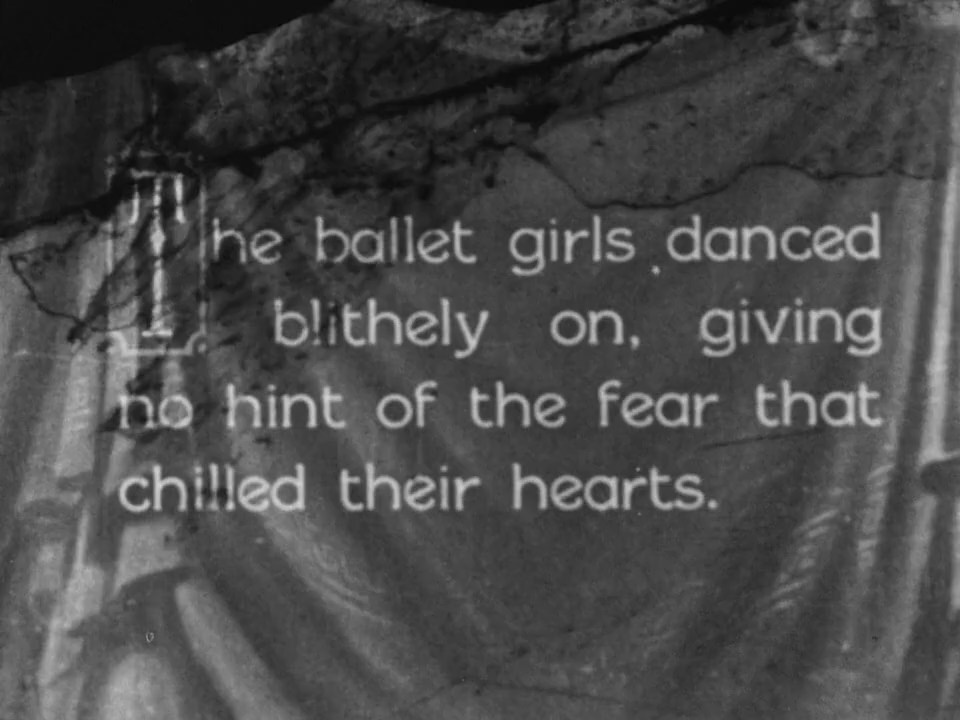 The ballet girls danced
blithely on, giving
no hint of the fear that
chilled their hearts.